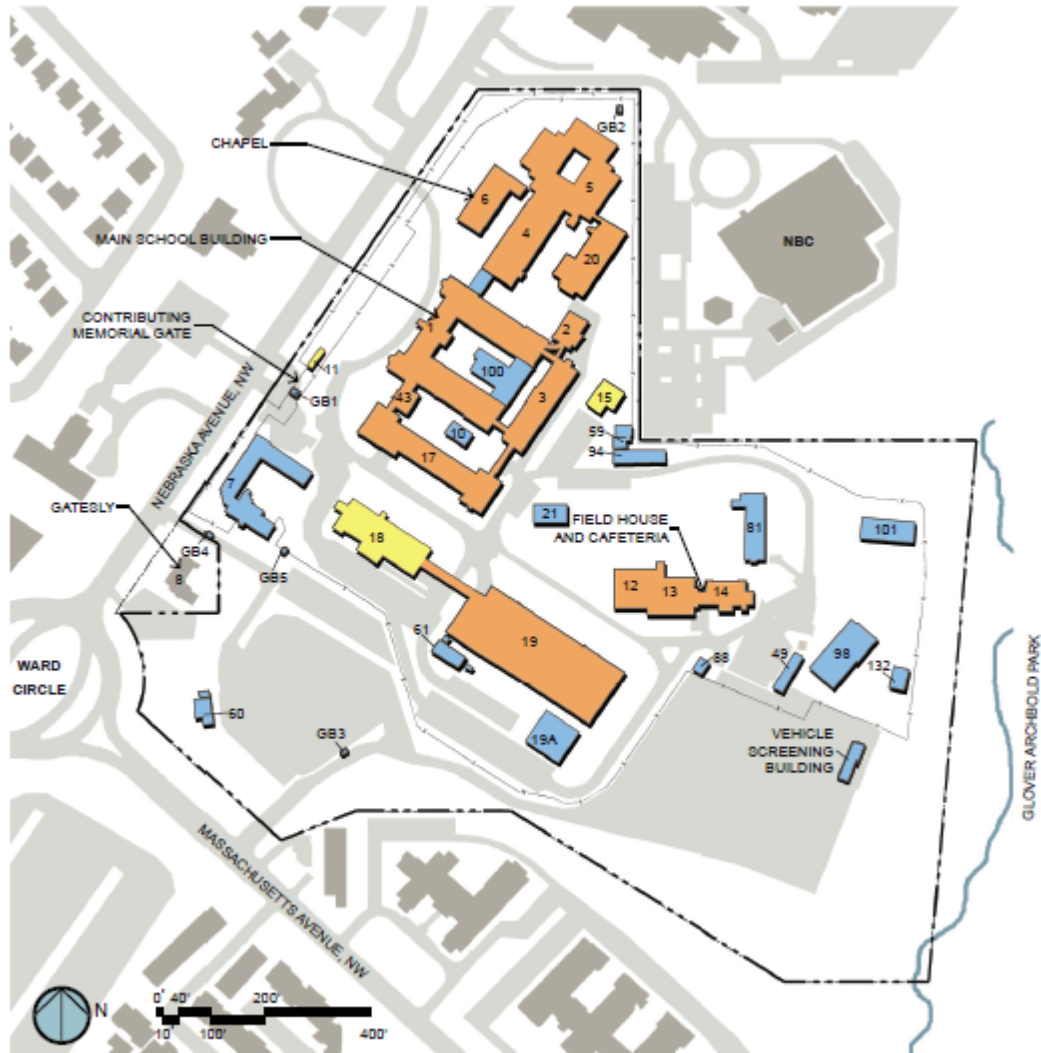 GB2
CHAPEL
5
6
4
NBC
MAIN SCHOOL BUILDING
20
1
2
CONTRIBUTING
MEMORIAL GATE
11
100
3
NEBRASKA AVENUE, NW
GB1
43
15
10
59
17
94
7
GATESLY
18
21
FIELD HOUSE
AND CAFETERIA
81
101
GB4
GB5
8
12
13
14
61
19
WARD
CIRCLE
88
49
98
132
60
19A
GB3
VEHICLE
SCREENING
BUILDING
GLOVER ARCHBOLD PARK
MASSACHUSETTS AVENUE, NW
N
0' 40' 200'
10' 100' 400'